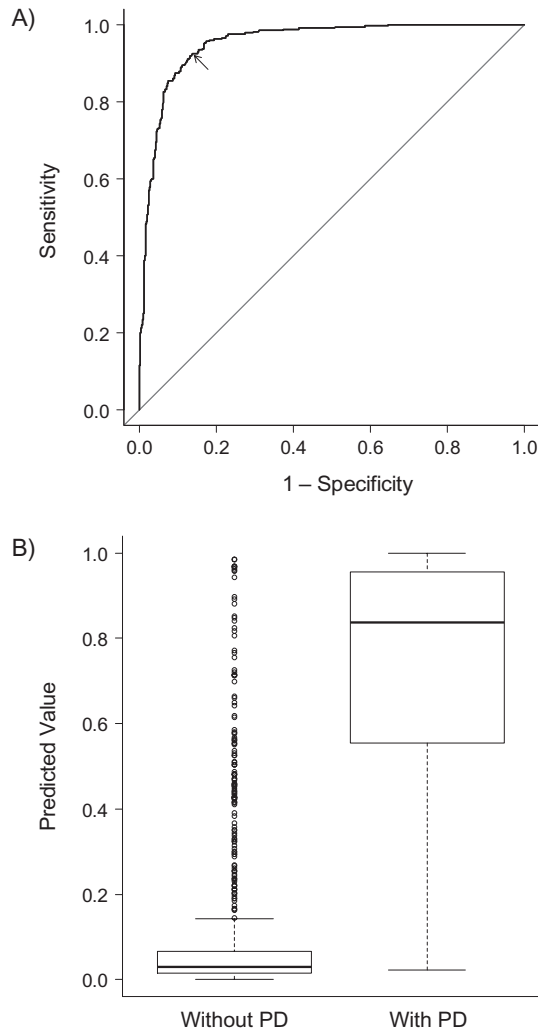 A)
1.0
0.8
0.6
0.4
0.2
0.0
Sensitivity
0.0 0.2 0.4 0.6 0.8 1.0
1 – Specificity
B)
1.0
0.8
0.6
0.4
0.2
0.0
Predicted Value
Without PD With PD